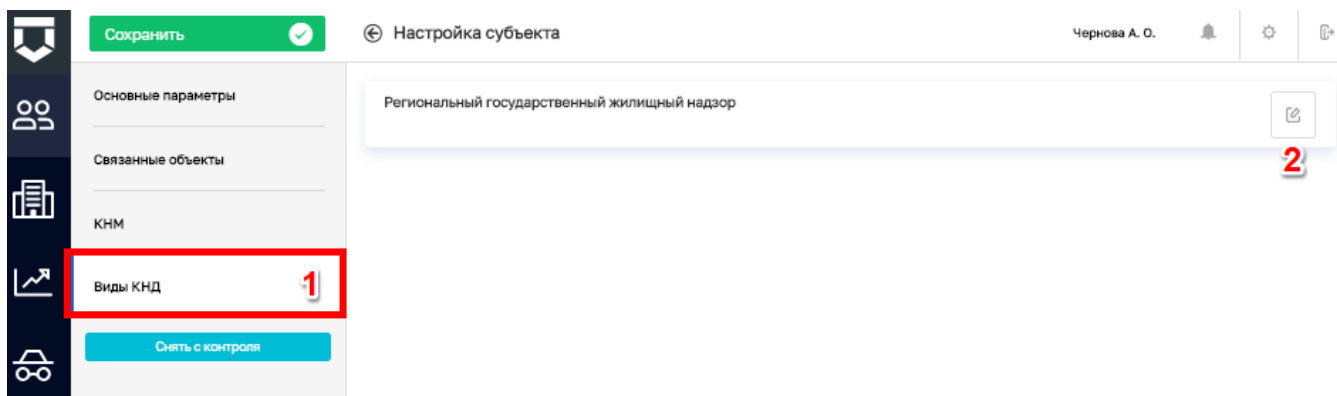 Сохранить
Настройка субъекта
Чернова А. О.
Основные параметры
Связанные объекты
КНМ
Виды КНД
1
Снять с контроля
Региональный государственный жилищный надзор
2